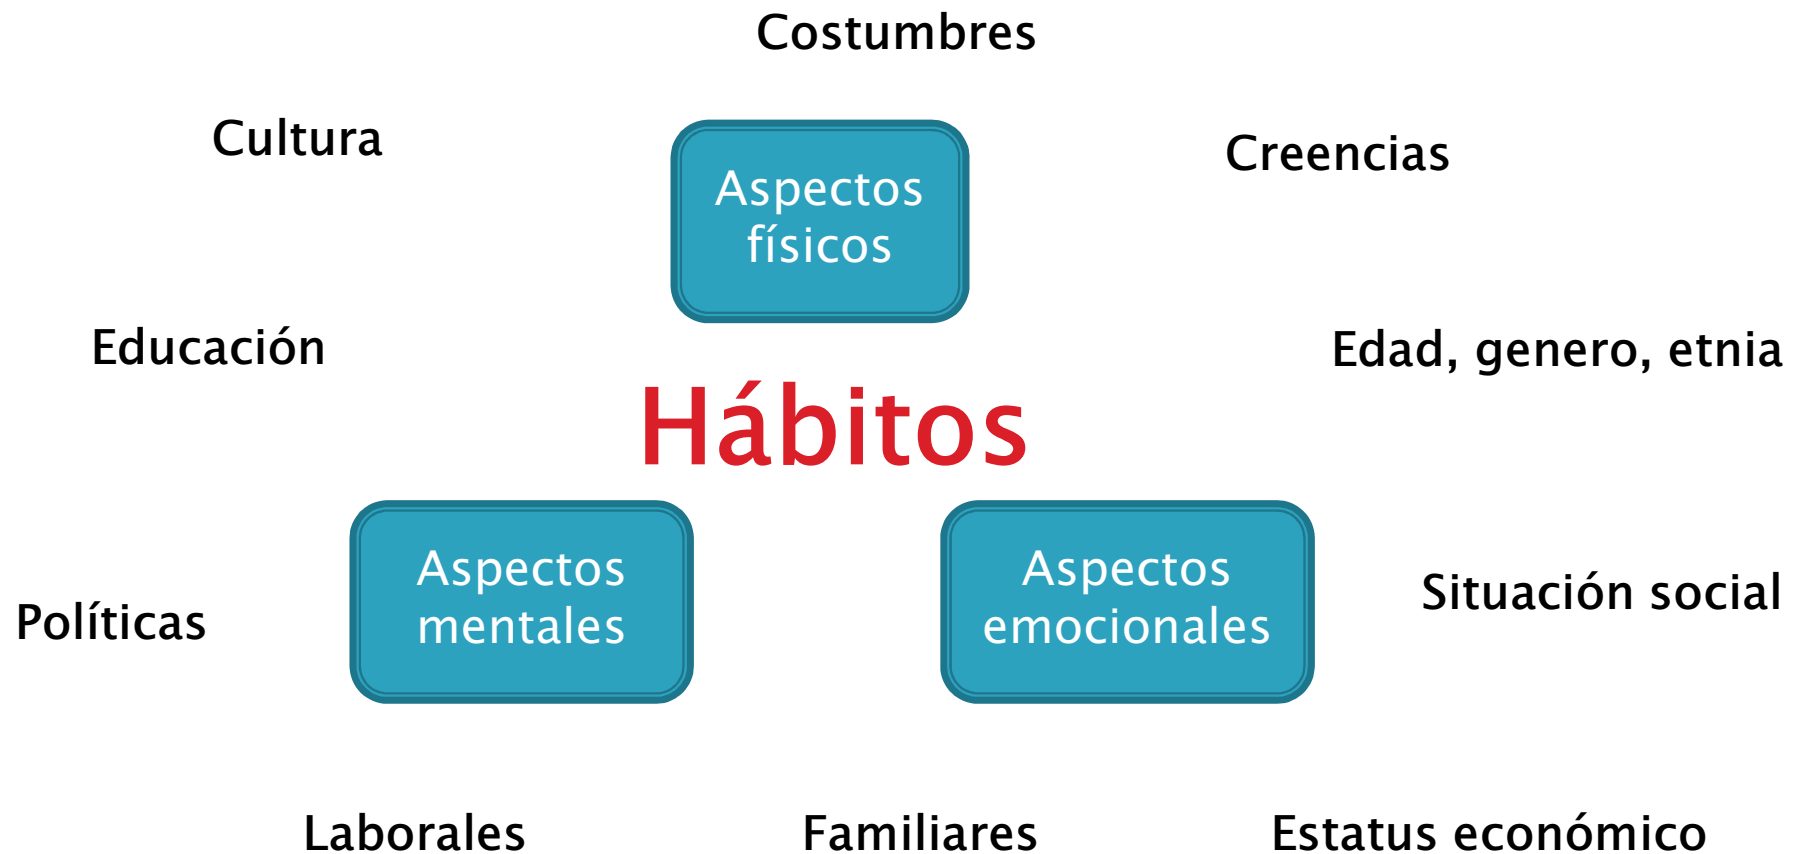 Costumbres
Cultura
Creencias
Aspectos
físicos
Educación
Edad, genero, etnia
Hábitos
Aspectos
mentales
Aspectos
emocionales
Situación social
Políticas
Laborales
Familiares
Estatus económico